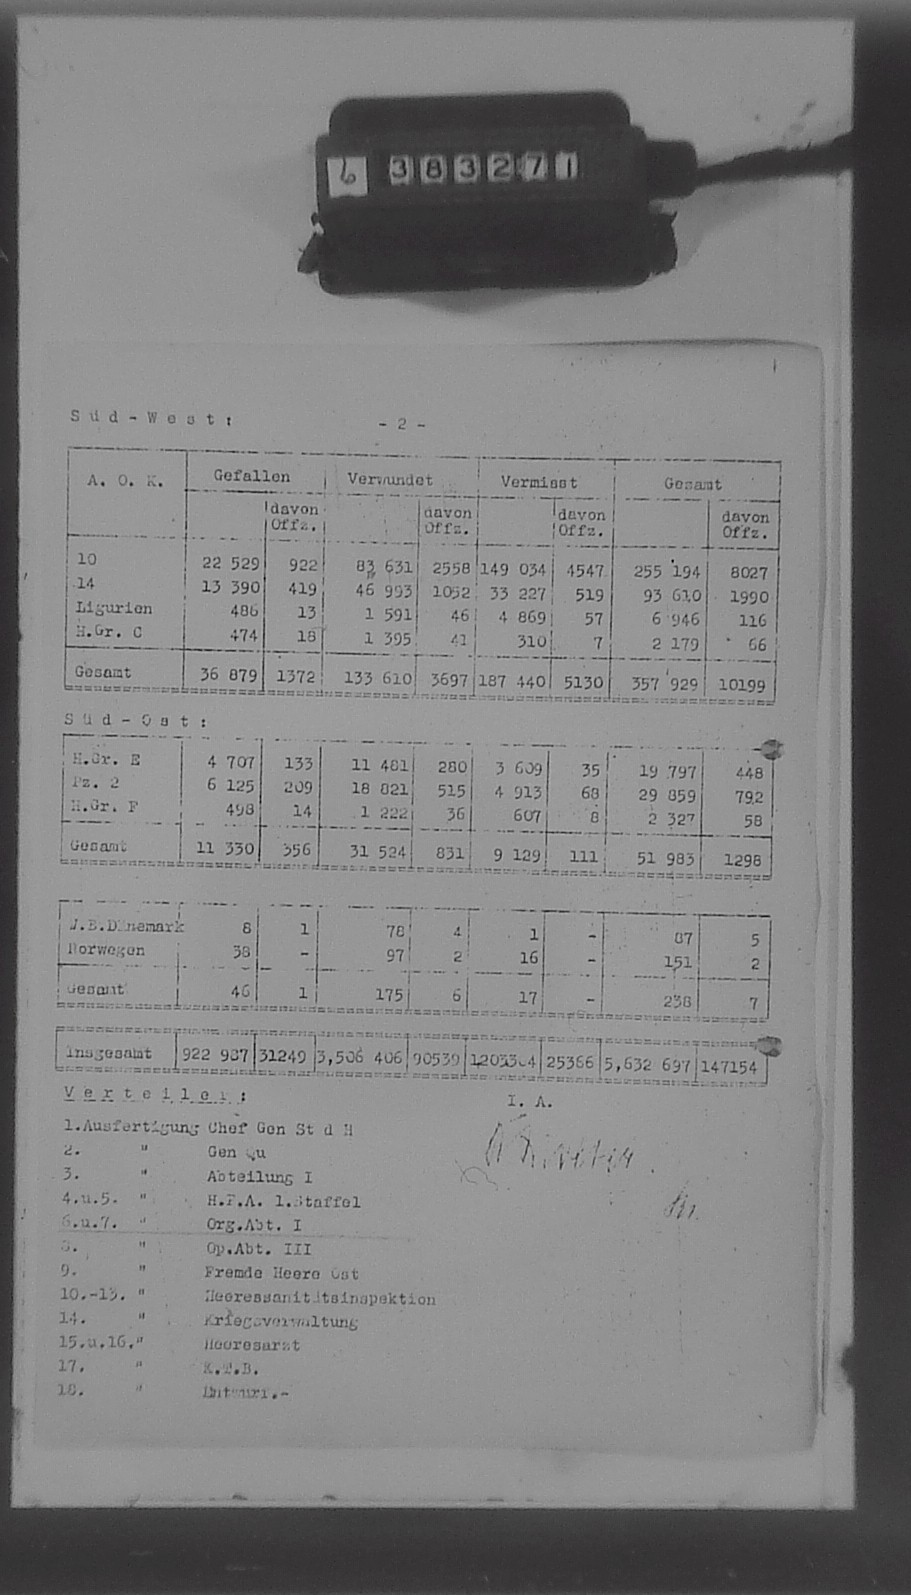 6 383271
Süd-West:
- 2 -
A. O. K. Gefallen Verwundet Vermisst Gesamt
davon Offz. davon Offz. davon Offz. davon Offz.
10 22 529 922 83 631 2558 149 034 4547 255 194 8027
14 13 390 419 46 993 1052 33 227 519 93 610 1990
Ligurien 486 13 1 591 46 4 869 57 6 946 116
H.Gr. C 474 18 1 395 41 310 7 2 179 66
Gesamt 36 879 1372 133 610 3697 187 440 5130 357 929 10199
Süd-Ost:
H.Gr. E 4 707 133 11 481 280 3 609 35 19 797 448
Pz. 2 6 125 209 18 821 515 4 913 68 29 859 792
H.Gr. F 498 14 1 222 36 607 8 2 327 58
Gesamt 11 330 356 31 524 831 9 129 111 51 983 1298
W.B.Dänemark 8 1 78 4 1 - 87 5
Norwegen 38 - 97 2 16 - 151 2
Gesamt 46 1 175 6 17 - 238 7
Insgesamt 922 987 31249 3,506 406 90539 1203304 25366 5,632 697 147154
Verteiler:
I. A.
1.Ausfertigung Chef Gen St d H
2. " Gen Qu
3. " Abteilung I
4.u.5. " H.P.A. 1.Staffel
6.u.7. " Org.Abt. I
8. " Op.Abt. III
9. " Fremde Heere Ost
10.-13. " Heeressanitätsinspektion
14. " Kriegsverwaltung
15.u.16." Heeresarzt
17. " K.T.B.
18. " Entwurf.-